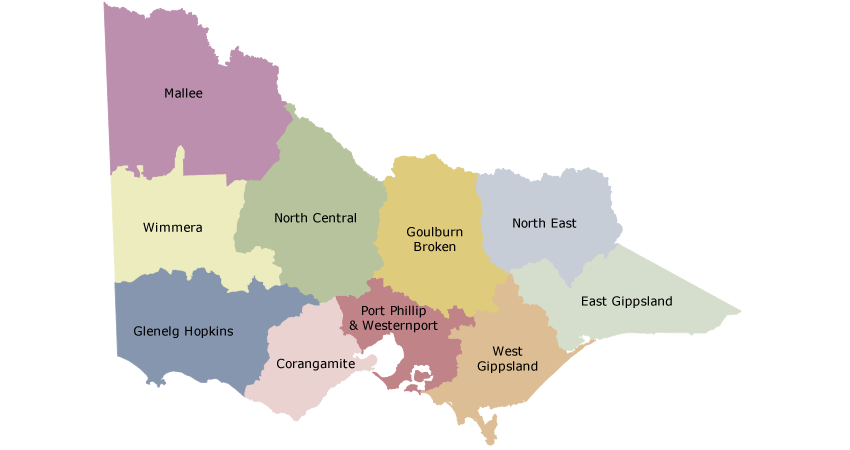 Mallee
North Central
Wimmera
Goulburn
Broken
North East
East Gippsland
Glenelg Hopkins
Port Phillip
& Westernport
Corangamite
West
Gippsland